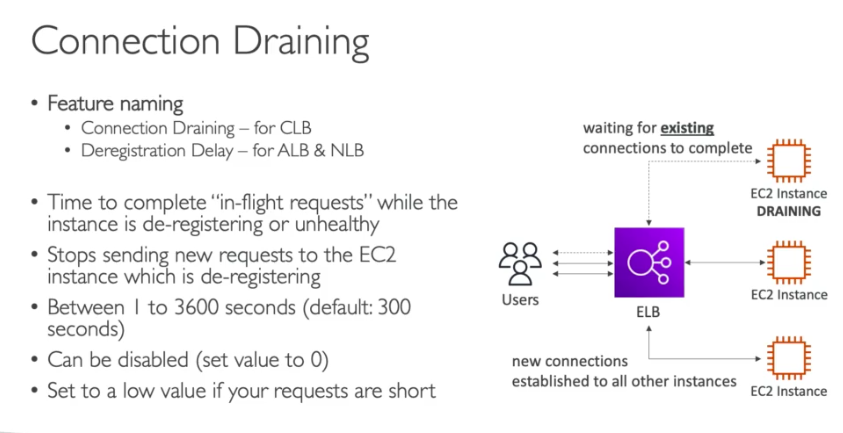 Connection Draining
• Feature naming
• Connection Draining – for CLB
• Deregistration Delay – for ALB & NLB
• Time to complete “in-flight requests” while the
instance is de-registering or unhealthy
• Stops sending new requests to the EC2
instance which is de-registering
• Between 1 to 3600 seconds (default: 300
seconds)
• Can be disabled (set value to 0)
• Set to a low value if your requests are short
waiting for existing
connections to complete
EC2 Instance
DRAINING
Users
ELB
EC2 Instance
new connections
established to all other instances
EC2 Instance